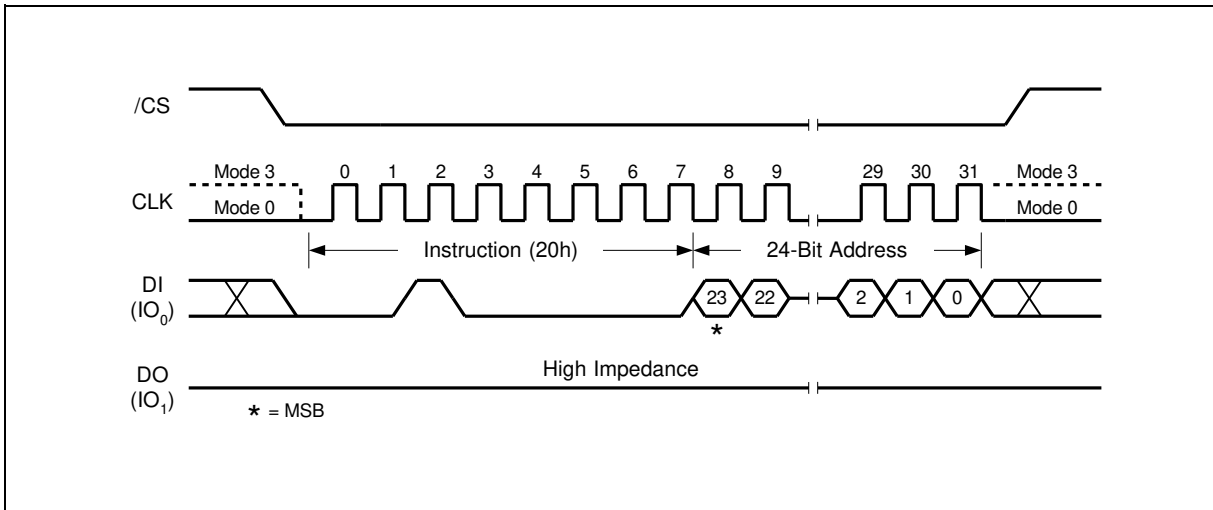 /CS
Mode 3 0 1 2 3 4 5 6 7 8 9 29 30 31 Mode 3
CLK
Mode 0 Mode 0
Instruction (20h) 24-Bit Address
DI
(IO0)
23 22 2 1 0
*
High Impedance
DO
(IO1)
* = MSB